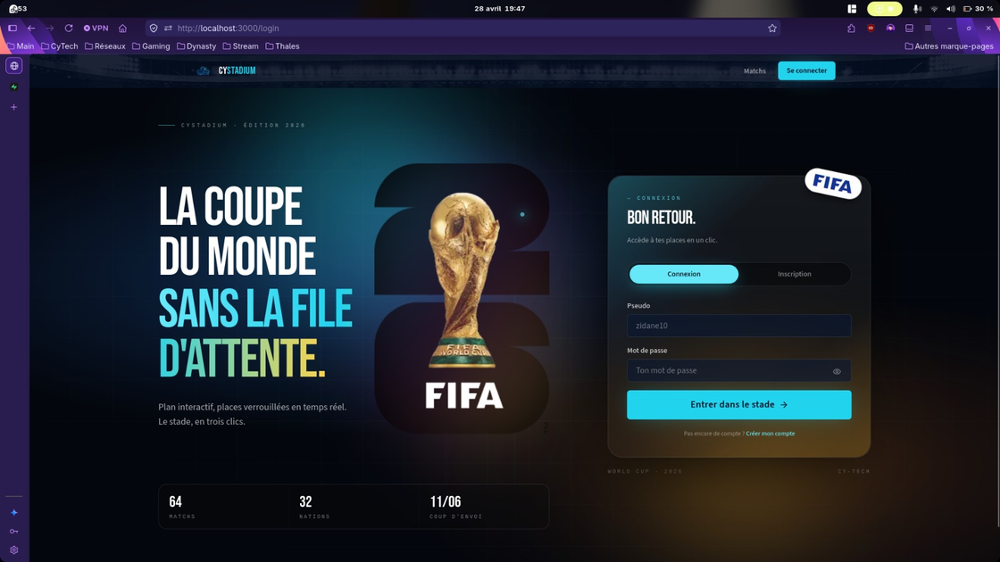 53
28 avril 19:47
30 %
VPN
http://localhost:3000/login
Main
CyTech
Réseaux
Gaming
Dynasty
Stream
Thales
Autres marque-pages
CYSTADIUM
Matchs
Se connecter
CYSTADIUM · ÉDITION 2026
LA COUPE
DU MONDE
SANS LA FILE
D'ATTENTE.
Plan interactif, places verrouillées en temps réel.
Le stade, en trois clics.
FIFA
WORLD CUP
FIFA
FIFA
— CONNEXION
BON RETOUR.
Accède à tes places en un clic.
Connexion
Inscription
Pseudo
zidane10
Mot de passe
Ton mot de passe
Entrer dans le stade →
Pas encore de compte ? Créer mon compte
WORLD CUP · 2026
CY-TECH
64
MATCHS
32
NATIONS
11/06
COUP D'ENVOI